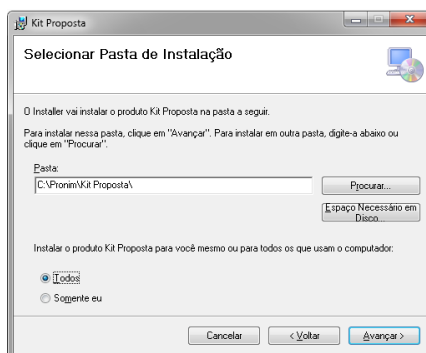 Kit Proposta
Selecionar Pasta de Instalação
O Installer vai instalar o produto Kit Proposta na pasta a seguir.
Para instalar nessa pasta, clique em "Avançar". Para instalar em outra pasta, digite-a abaixo ou
clique em "Procurar".
Pasta:
C:\Pronim\Kit Proposta\
Procurar...
Espaço Necessário em
Disco...
Instalar o produto Kit Proposta para você mesmo ou para todos os que usam o computador:
Todos
Somente eu
Cancelar
< Voltar
Avançar >